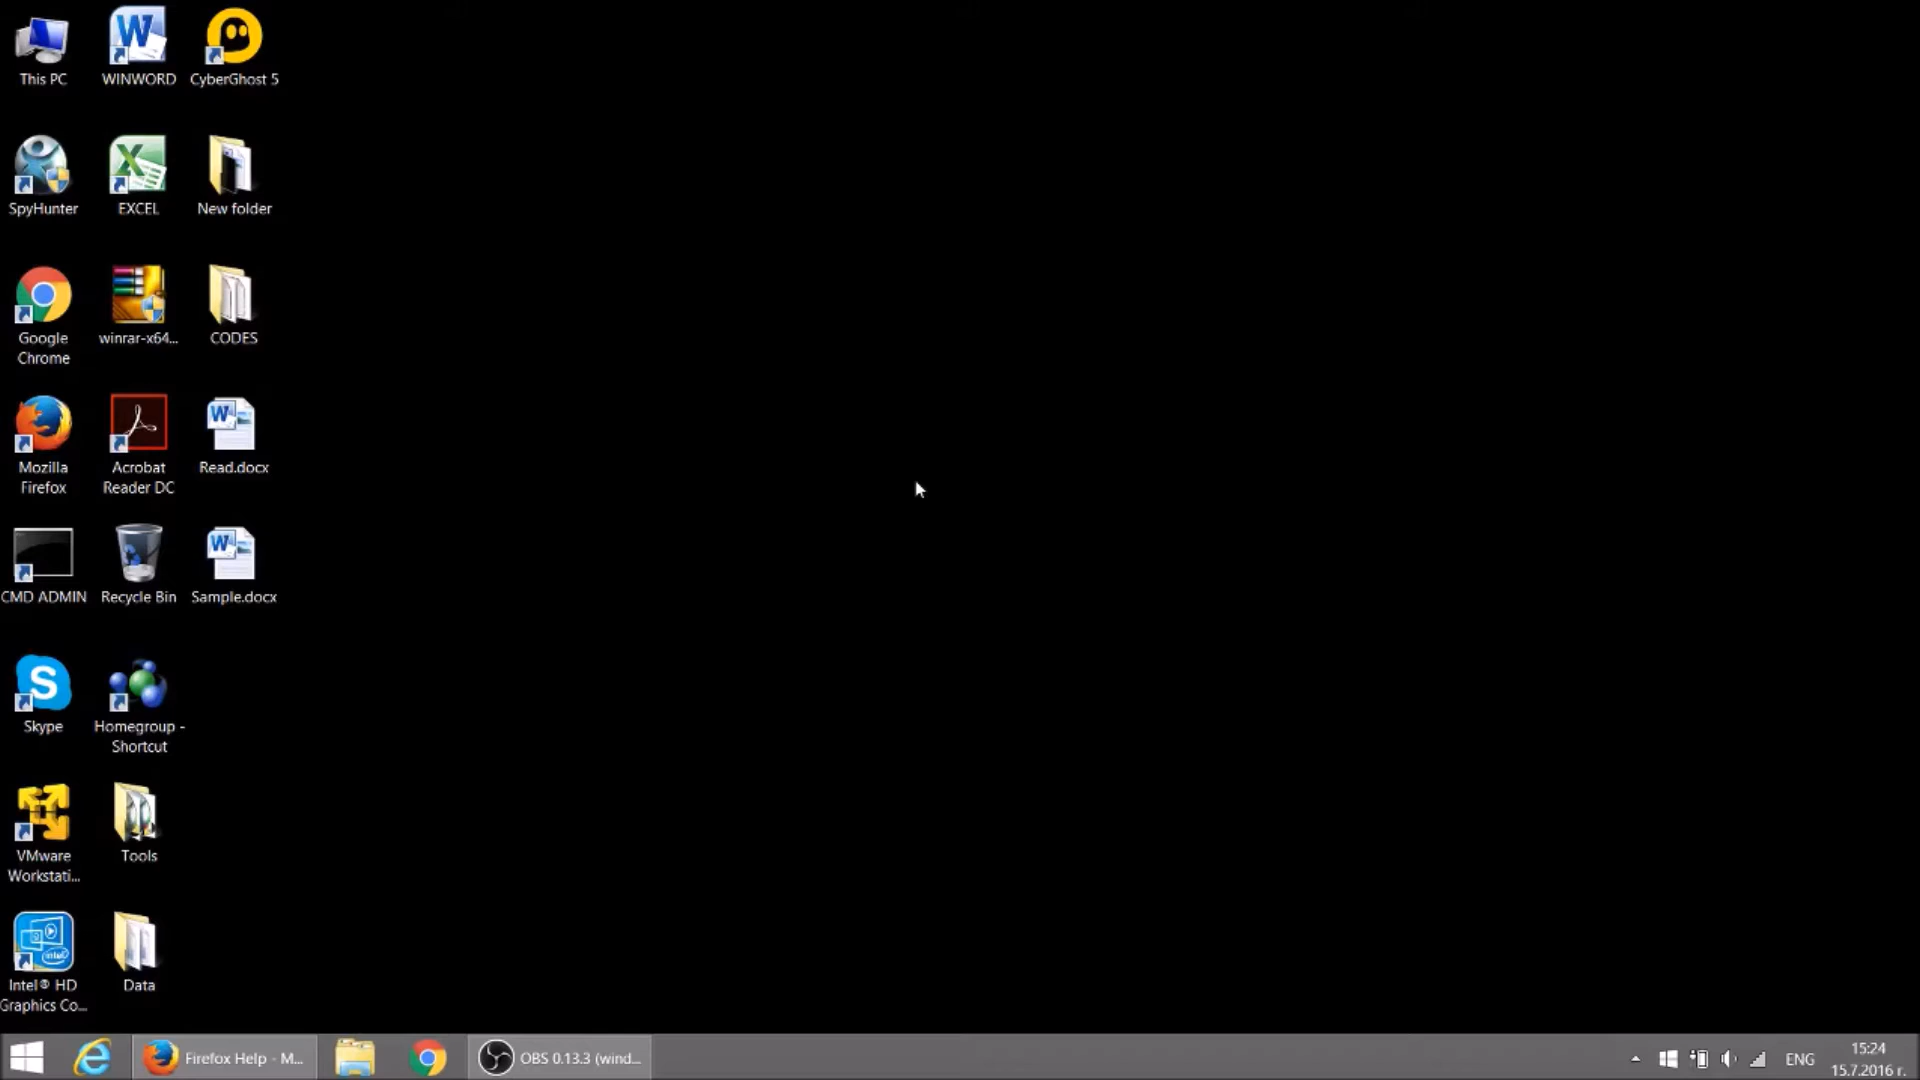 This PC
WINWORD
CyberGhost 5
SpyHunter
EXCEL
New folder
Google
Chrome
winrar-x64...
CODES
Mozilla
Firefox
Acrobat
Reader DC
Read.docx
CMD ADMIN
Recycle Bin
Sample.docx
Skype
Homegroup -
Shortcut
VMware
Workstati...
Tools
Intel® HD
Graphics Co...
Data
Firefox Help - M...
OBS 0.13.3 (wind...
ENG
15:24
15.7.2016 г.